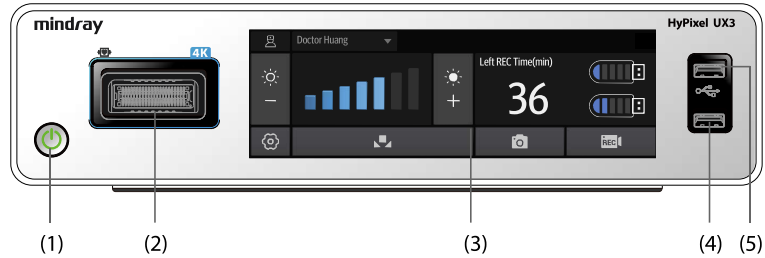 mindray
HyPixel UX3
4K
Doctor Huang
Left REC Time(min)
36
REC
(1)
(2)
(3)
(4)
(5)